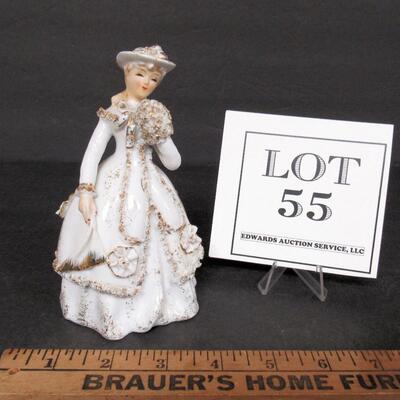 LOT
55
EDWARDS AUCTION SERVICE, LLC
1 2 3 4 5 6 7
BRAUER'S HOME FUR